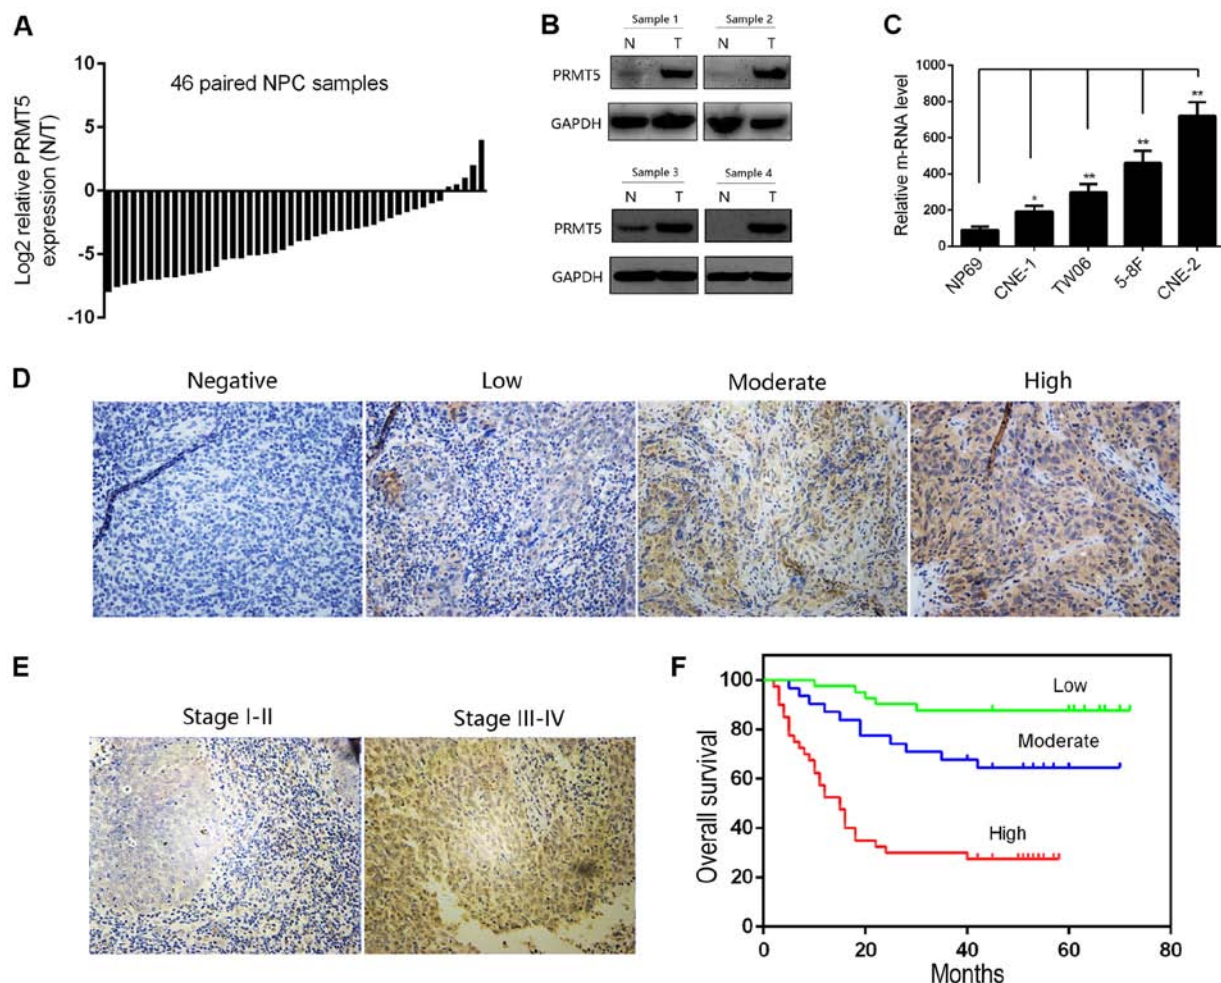 A
Log2 relative PRMT5
expression (N/T)
10
5
0
-5
-10
46 paired NPC samples
B
Sample 1
Sample 2
N T N T
PRMT5
GAPDH
Sample 3
Sample 4
N T N T
PRMT5
GAPDH
C
Relative m-RNA level
1000
800
600
400
200
0
*
**
**
**
NP69
CNE-1
TW06
5-8F
CNE-2
D
Negative
Low
Moderate
High
E
Stage I-II
Stage III-IV
F
Overall survival
100
80
60
40
20
0
Low
Moderate
High
0 20 40 60 80
Months